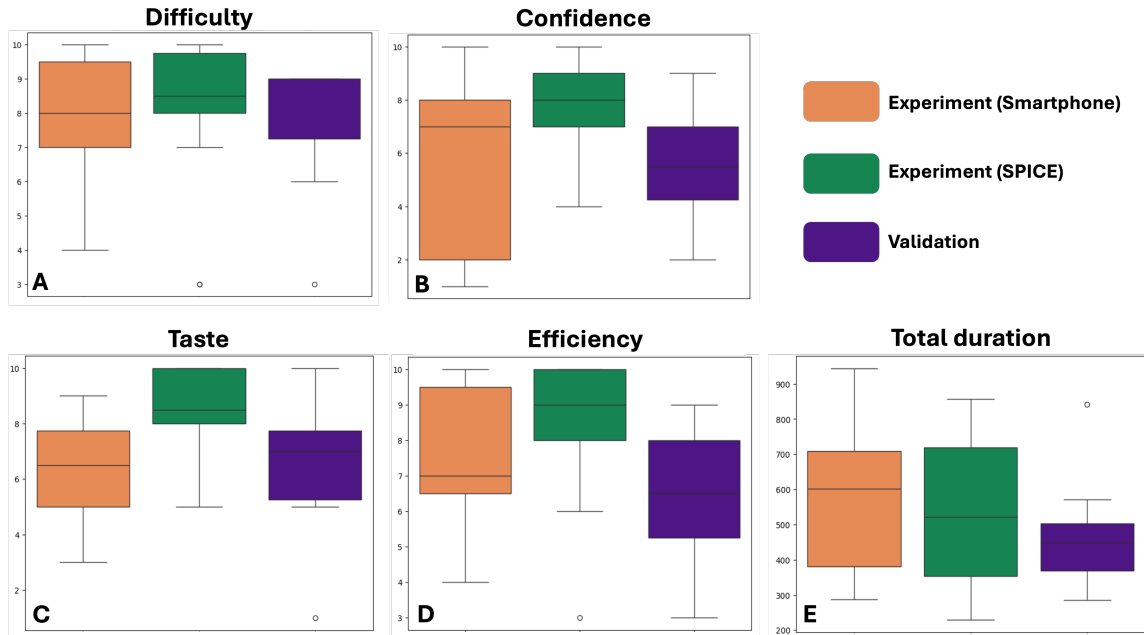 Difficulty
10
9
8
7
6
5
4
3
A
Confidence
10
8
6
4
2
B
Experiment (Smartphone)
Experiment (SPICE)
Validation
Taste
10
8
6
4
2
C
Efficiency
10
9
8
7
6
5
4
3
D
Total duration
900
800
700
600
500
400
300
200
E